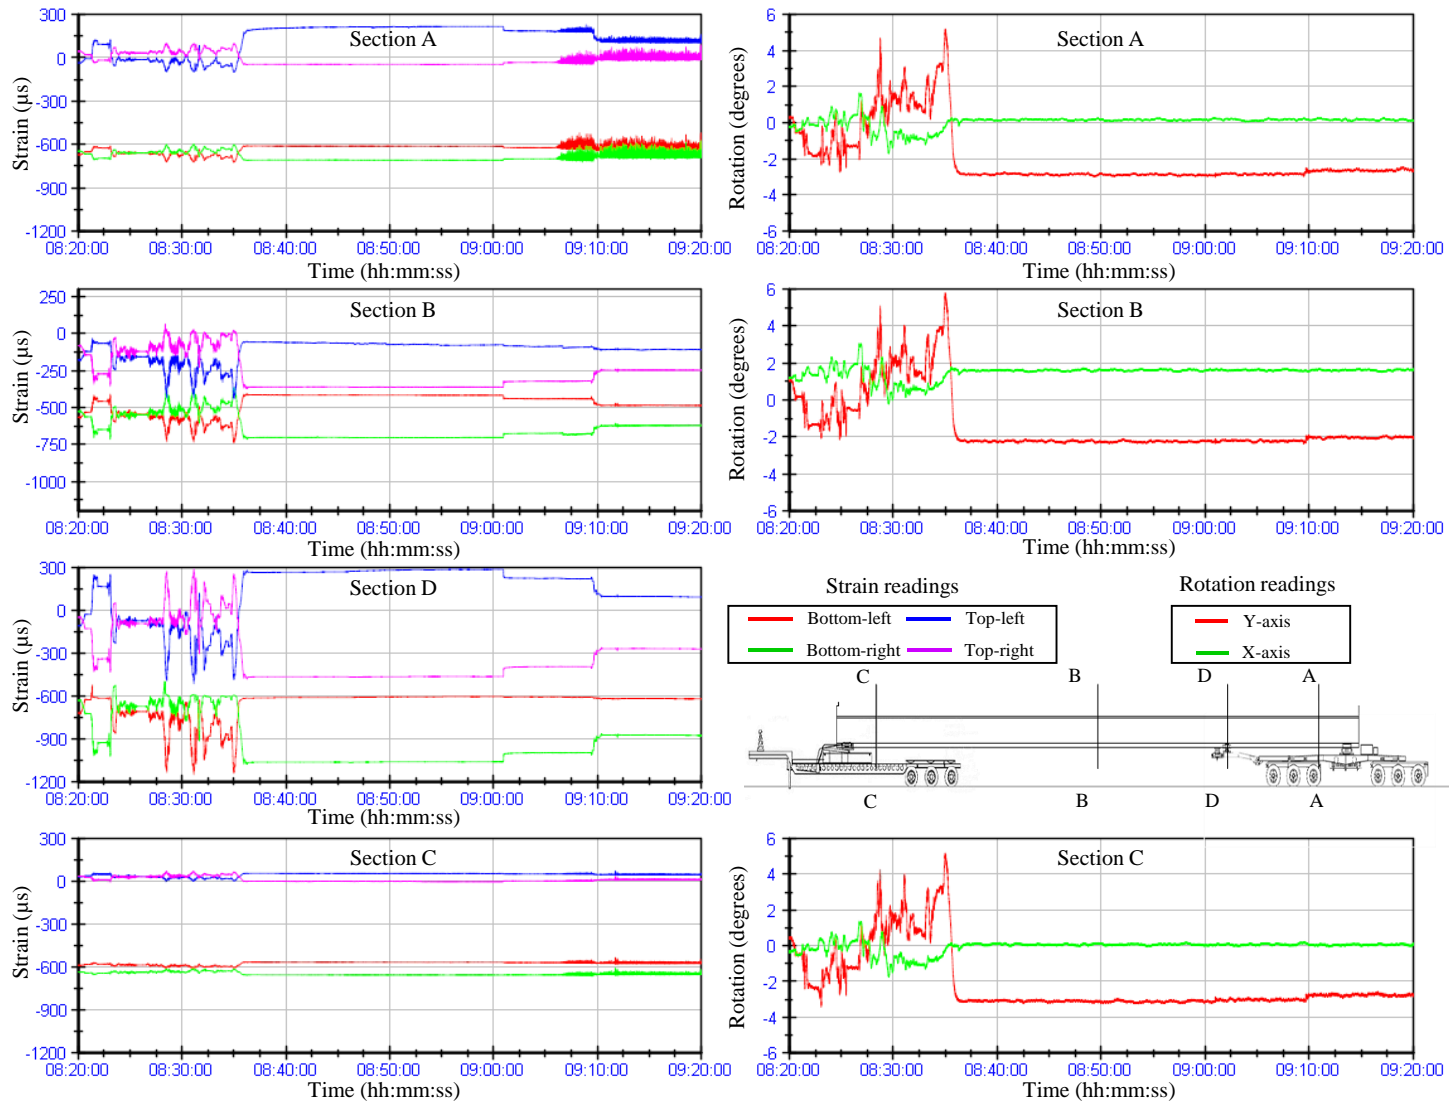 Section A
Strain (µs)
300
0
-300
-600
-900
-1200
08:20:00 08:30:00 08:40:00 08:50:00 09:00:00 09:10:00 09:20:00
Time (hh:mm:ss)
Section A
Rotation (degrees)
6
4
2
0
-2
-4
-6
08:20:00 08:30:00 08:40:00 08:50:00 09:00:00 09:10:00 09:20:00
Time (hh:mm:ss)
Section B
Strain (µs)
250
0
-250
-500
-750
-1000
08:20:00 08:30:00 08:40:00 08:50:00 09:00:00 09:10:00 09:20:00
Time (hh:mm:ss)
Section B
Rotation (degrees)
6
4
2
0
-2
-4
-6
08:20:00 08:30:00 08:40:00 08:50:00 09:00:00 09:10:00 09:20:00
Time (hh:mm:ss)
Section D
Strain (µs)
300
0
-300
-600
-900
-1200
08:20:00 08:30:00 08:40:00 08:50:00 09:00:00 09:10:00 09:20:00
Time (hh:mm:ss)
Strain readings
Bottom-left Top-left
Bottom-right Top-right
Rotation readings
Y-axis
X-axis
C B D A
C B D A
Section C
Strain (µs)
300
0
-300
-600
-900
-1200
08:20:00 08:30:00 08:40:00 08:50:00 09:00:00 09:10:00 09:20:00
Time (hh:mm:ss)
Section C
Rotation (degrees)
6
4
2
0
-2
-4
-6
08:20:00 08:30:00 08:40:00 08:50:00 09:00:00 09:10:00 09:20:00
Time (hh:mm:ss)